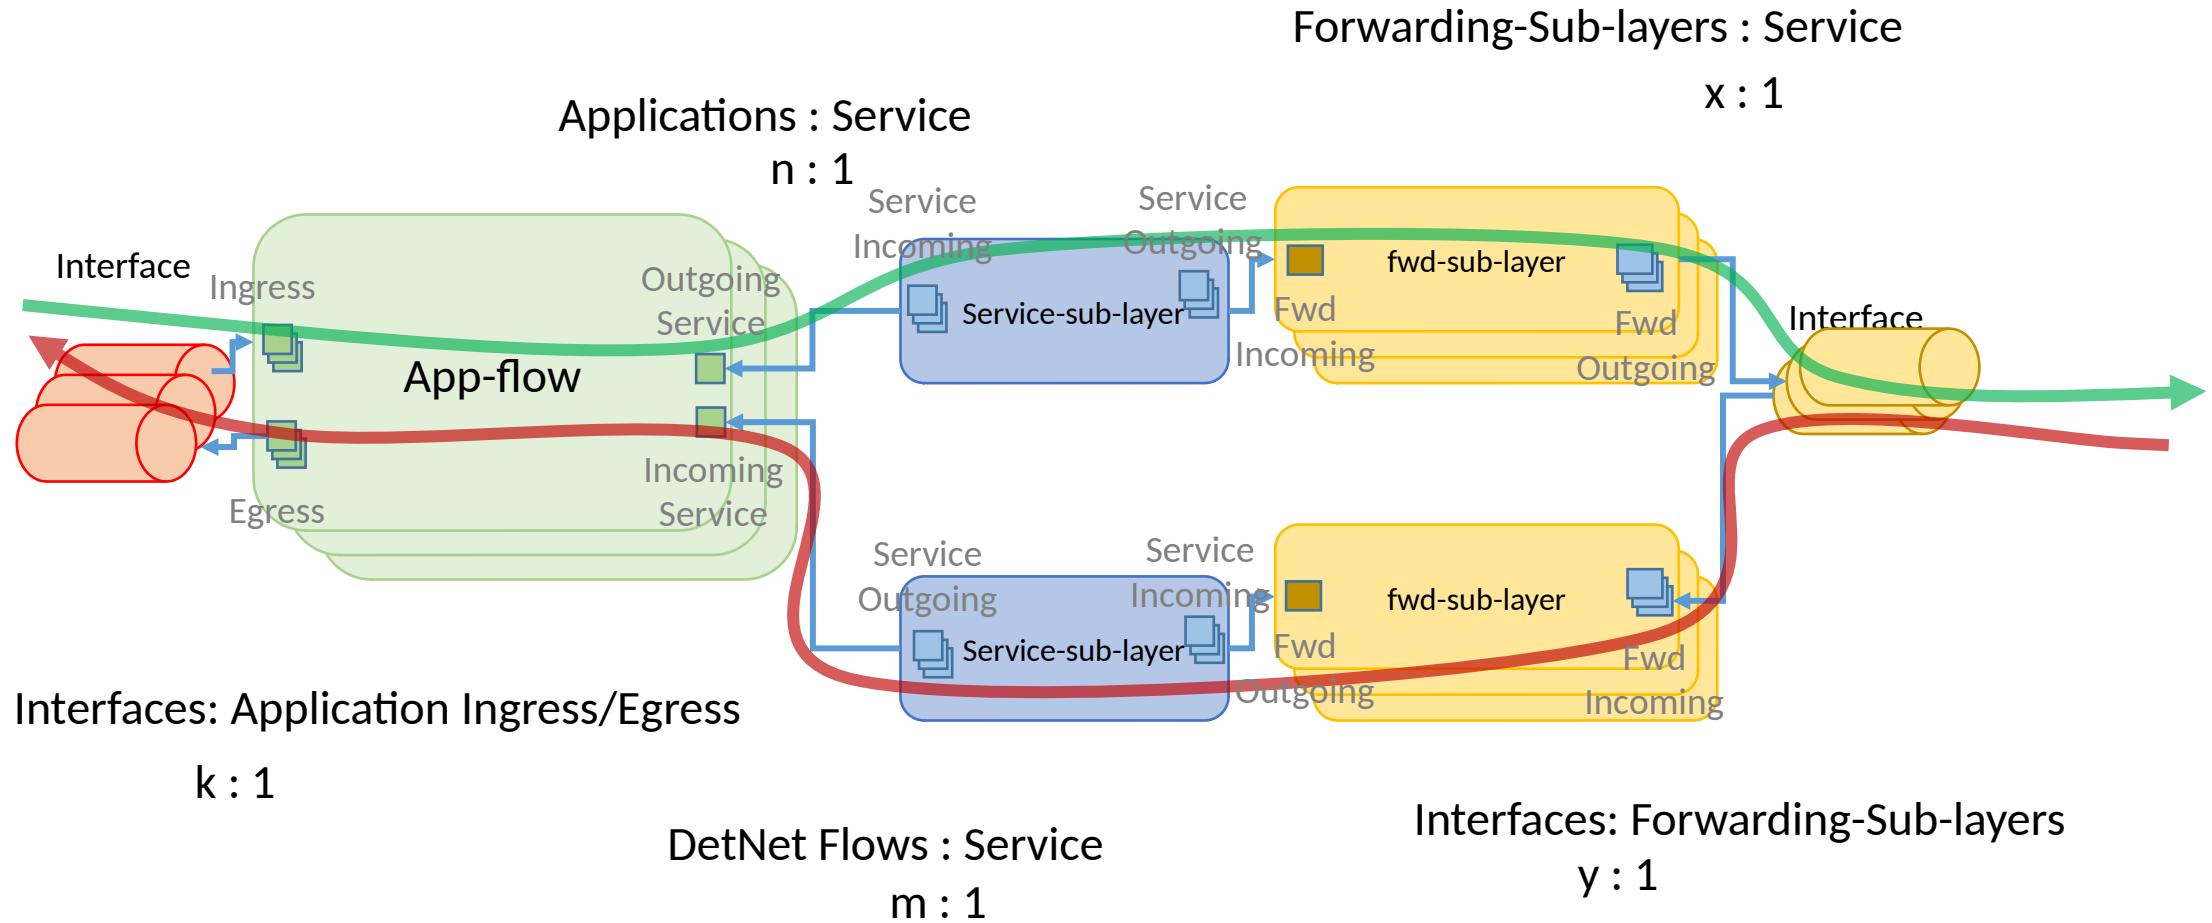 Forwarding-Sub-layers : Service
x : 1
Applications : Service
n : 1
Service
Incoming
Service
Outgoing
Interface
Ingress
Outgoing
Service
App-flow
Service-sub-layer
fwd-sub-layer
Fwd
Incoming
Fwd
Outgoing
Interface
Incoming
Service
Egress
Service
Outgoing
Service
Incoming
Service-sub-layer
fwd-sub-layer
Fwd
Outgoing
Fwd
Incoming
Interfaces: Application Ingress/Egress
k : 1
DetNet Flows : Service
m : 1
Interfaces: Forwarding-Sub-layers
y : 1